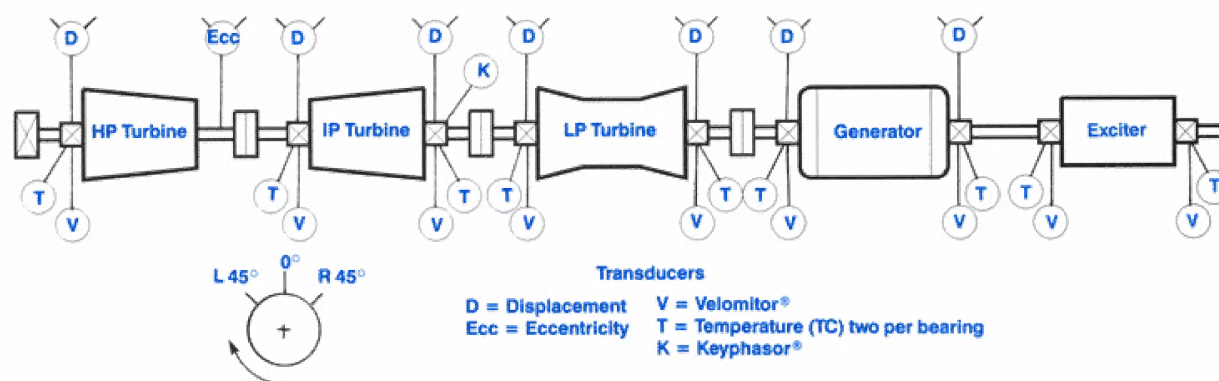 D Ecc D D D D D D
K
HP Turbine IP Turbine LP Turbine Generator Exciter
T T T T T T T T T
V V V V V V V V V
L 45° 0° R 45°
Transducers
D = Displacement V = Velomitor®
Ecc = Eccentricity T = Temperature (TC) two per bearing
K = Keyphasor®